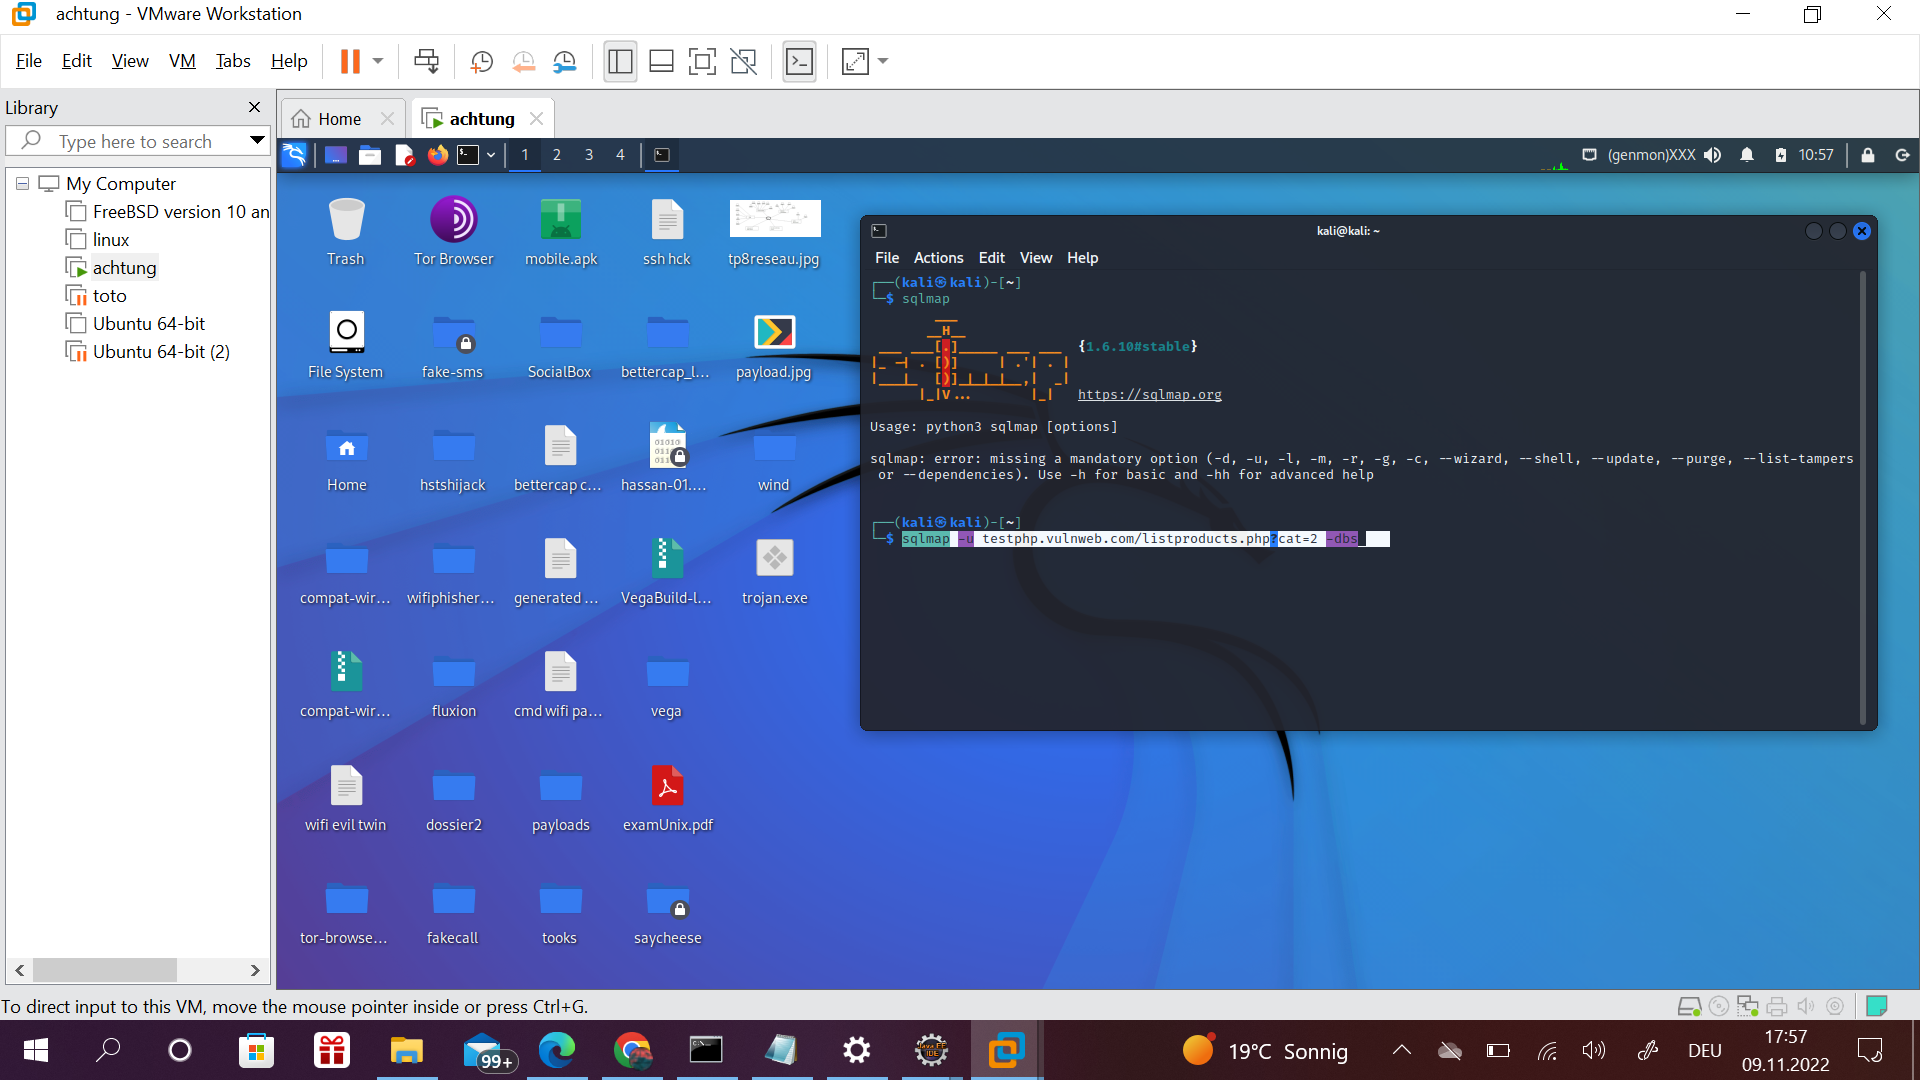 achtung - VMware Workstation
File Edit View VM Tabs Help
Library
Type here to search
My Computer
FreeBSD version 10 an
linux
achtung
toto
Ubuntu 64-bit
Ubuntu 64-bit (2)
Home
achtung
1 2 3 4
(genmon)XXX 10:57
Trash
Tor Browser
mobile.apk
ssh hck
tp8reseau.jpg
File System
fake-sms
SocialBox
bettercap_l...
payload.jpg
Home
hstshijack
bettercap c...
hassan-01....
wind
compat-wir...
wifiphisher...
generated ...
VegaBuild-l...
trojan.exe
compat-wir...
fluxion
cmd wifi pa...
vega
wifi evil twin
dossier2
payloads
examUnix.pdf
tor-browse...
fakecall
tooks
saycheese
kali@kali: ~
File Actions Edit View Help
(kali㉿kali)-[~]
$ sqlmap
{1.6.10#stable}
https://sqlmap.org
Usage: python3 sqlmap [options]
sqlmap: error: missing a mandatory option (-d, -u, -l, -m, -r, -g, -c, --wizard, --shell, --update, --purge, --list-tampers
or --dependencies). Use -h for basic and -hh for advanced help
(kali㉿kali)-[~]
$ sqlmap -u testphp.vulnweb.com/listproducts.php?cat=2 -dbs
To direct input to this VM, move the mouse pointer inside or press Ctrl+G.
99+
19°C Sonnig
DEU
17:57
09.11.2022